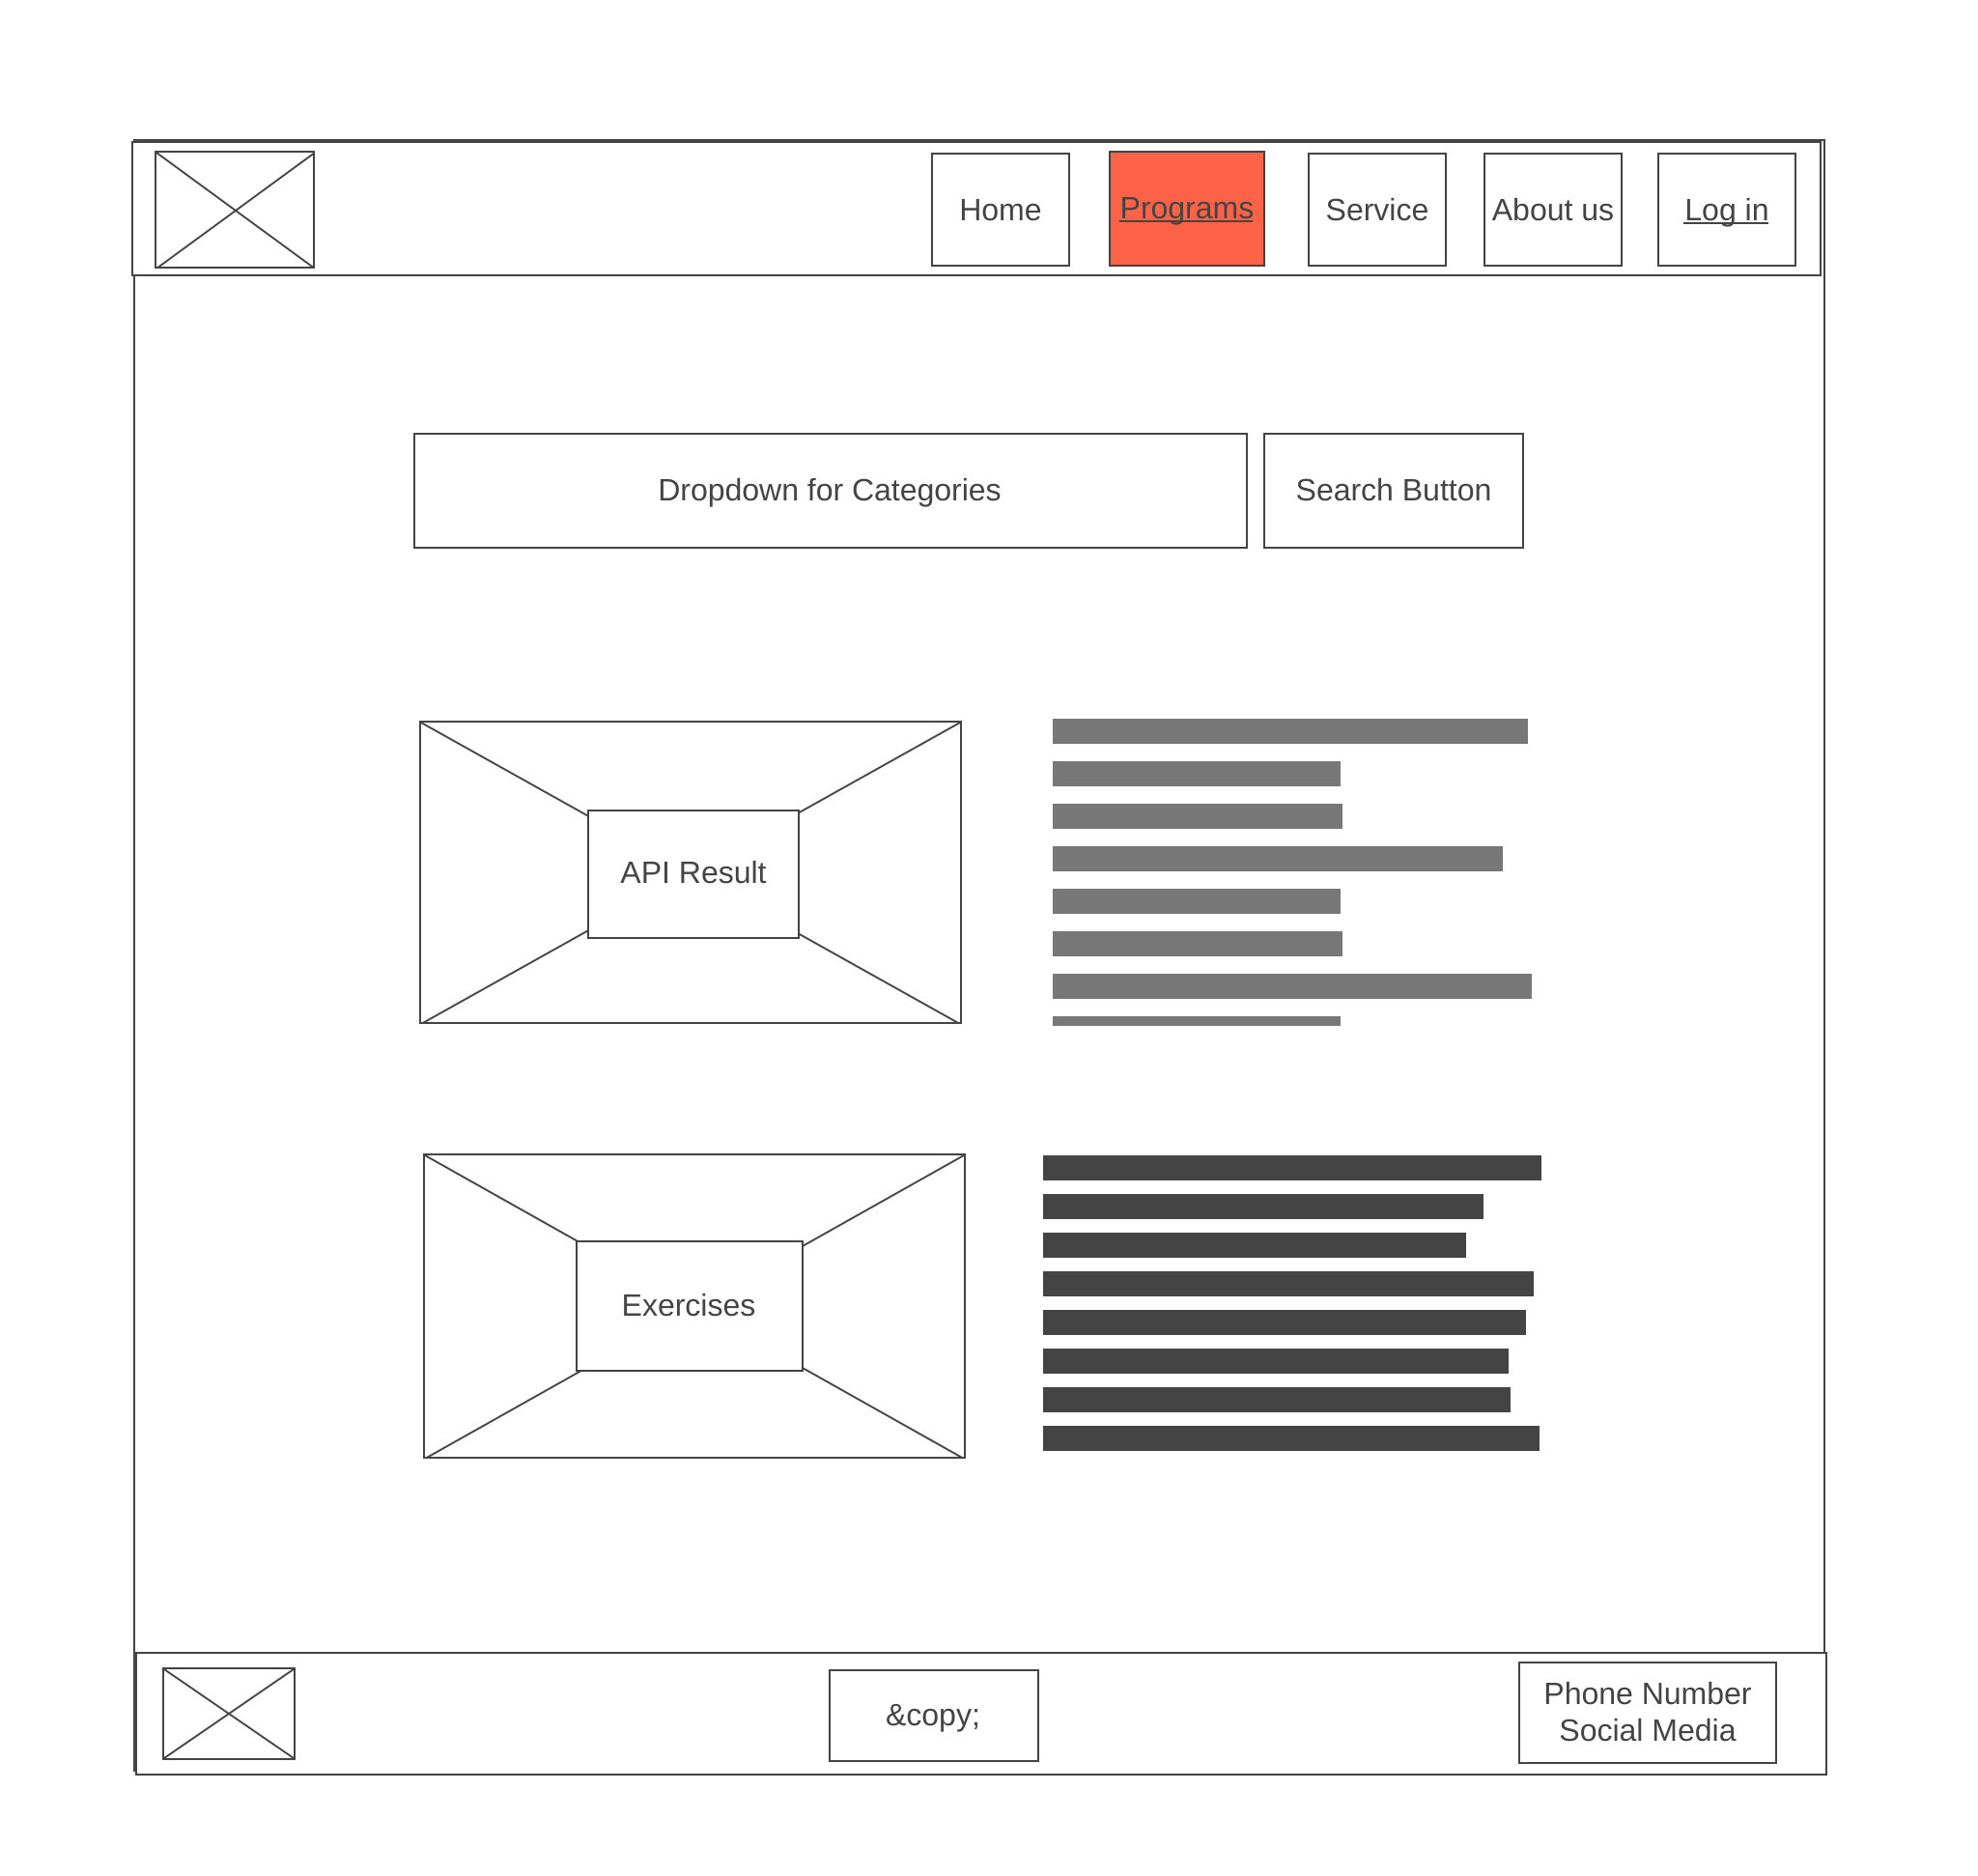 Home
Programs
Service
About us
Log in
Dropdown for Categories
Search Button
API Result
Exercises
&copy;
Phone Number
Social Media